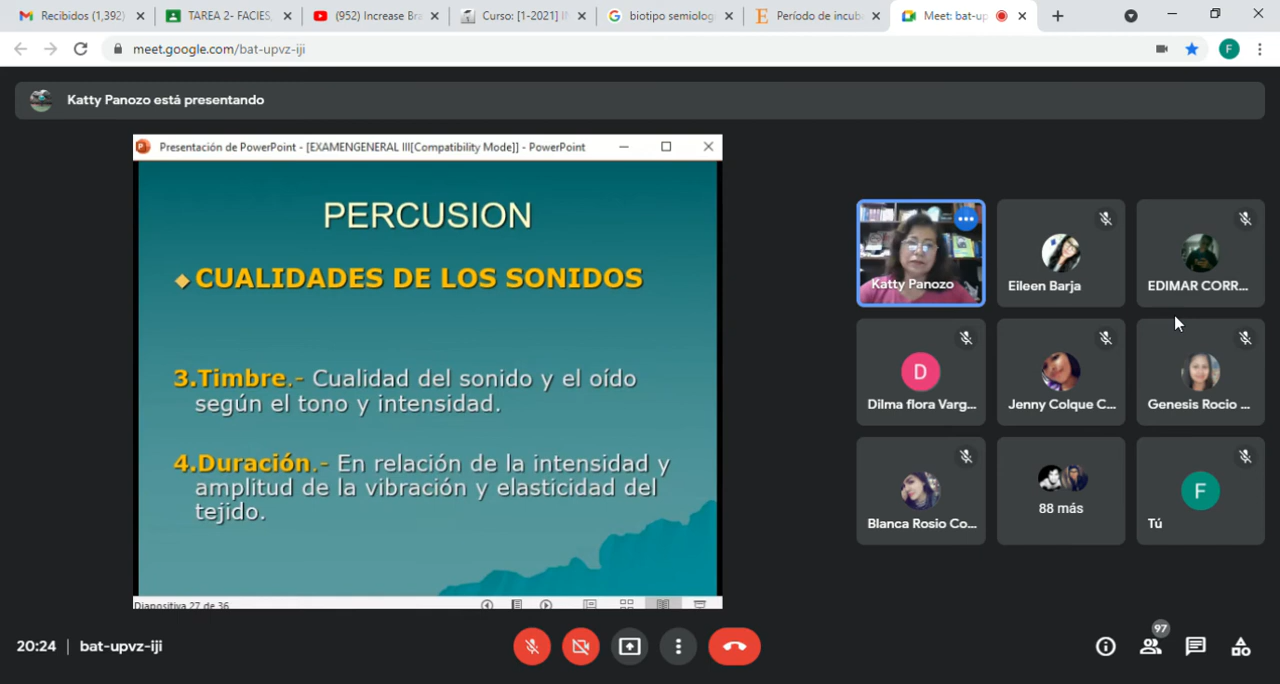 Recibidos (1,392)
TAREA 2- FACIES,
(952) Increase Bra
Curso: [1-2021] II
biotipo semiolog
Período de incub
Meet: bat-up
meet.google.com/bat-upvz-iji
F
Katty Panozo está presentando
Presentación de PowerPoint - [EXAMENGENERAL III[Compatibility Mode]] - PowerPoint
PERCUSION
CUALIDADES DE LOS SONIDOS
3.Timbre.- Cualidad del sonido y el oído
según el tono y intensidad.
4.Duración.- En relación de la intensidad y
amplitud de la vibración y elasticidad del
tejido.
Diapositiva 27 de 36
Katty Panozo
Eileen Barja
EDIMAR CORR...
D
Dilma flora Varg...
Jenny Colque C...
Genesis Rocio ...
Blanca Rosio Co...
88 más
F
Tú
20:24 | bat-upvz-iji
97